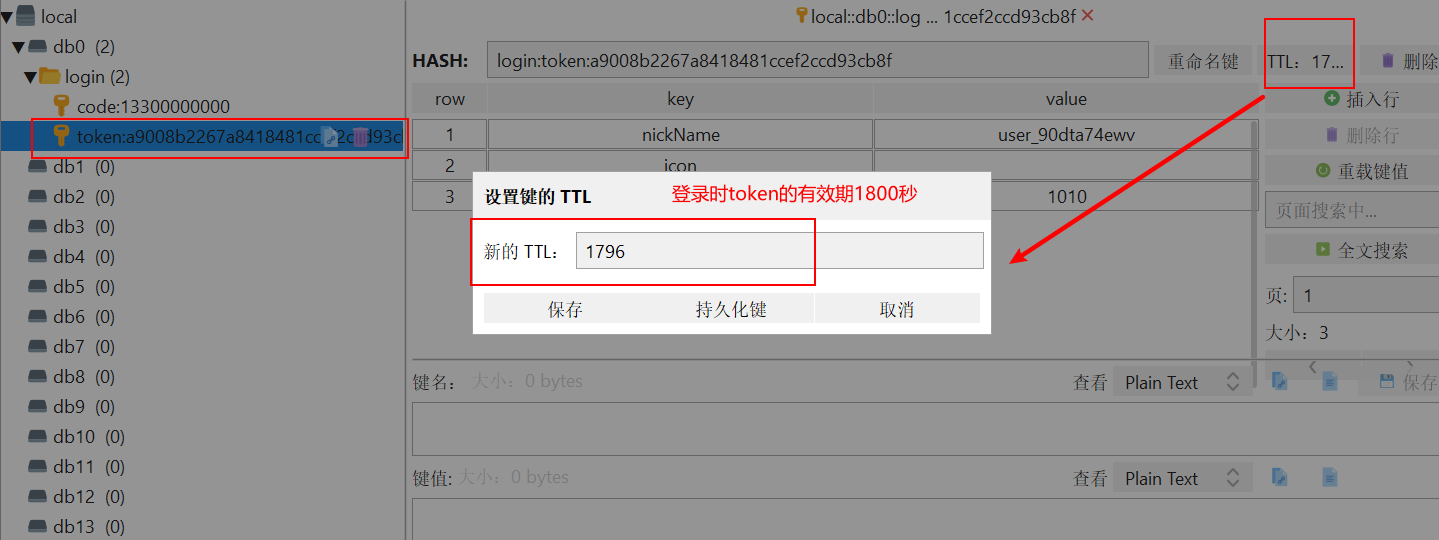 local
db0 (2)
login (2)
code:13300000000
token:a9008b2267a8418481cc
2c
d93c
db1 (0)
db2 (0)
db3 (0)
db4 (0)
db5 (0)
db6 (0)
db7 (0)
db8 (0)
db9 (0)
db10 (0)
db11 (0)
db12 (0)
db13 (0)
local::db0::log ... 1ccef2ccd93cb8f
HASH:
login:token:a9008b2267a8418481ccef2ccd93cb8f
重命名键
TTL：17...
删除
row
key
value
1
nickName
user_90dta74ewv
2
icon
3
1010
插入行
删除行
重载键值
页面搜索中...
全文搜索
页:
1
大小：3
设置键的 TTL
登录时token的有效期1800秒
新的 TTL：
1796
保存
持久化键
取消
键名：
大小：0 bytes
查看
Plain Text
保存
键值:
大小：0 bytes
查看
Plain Text